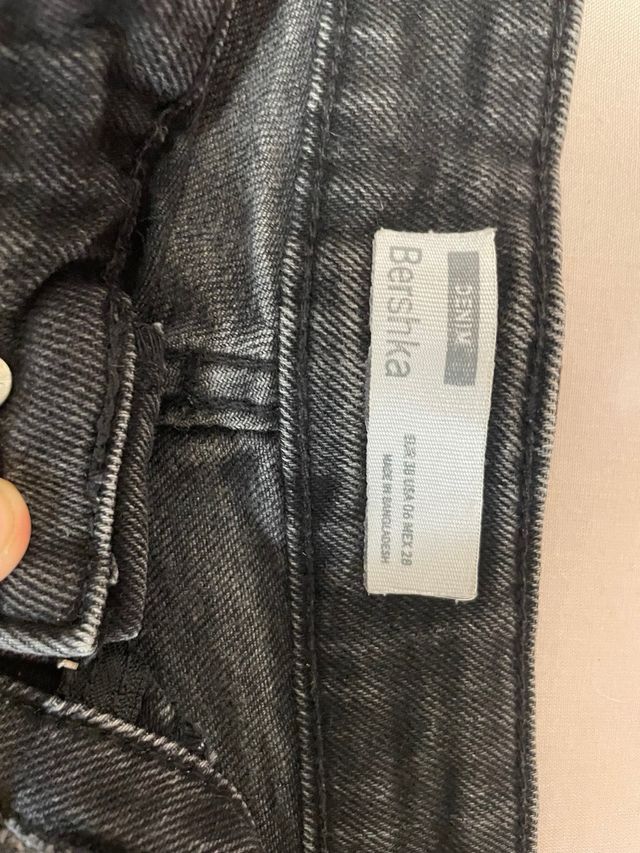 DENIM
Bershka
EUR 38 USA 06 MEX 28
MADE IN BANGLADESH